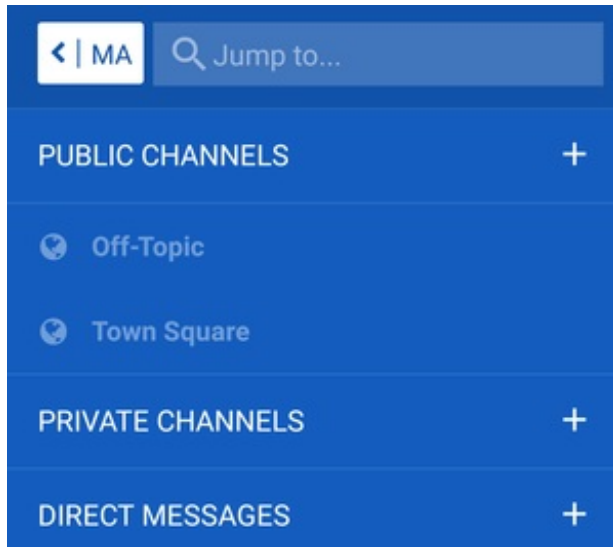 < | MA Jump to...
PUBLIC CHANNELS +
Off-Topic
Town Square
PRIVATE CHANNELS +
DIRECT MESSAGES +